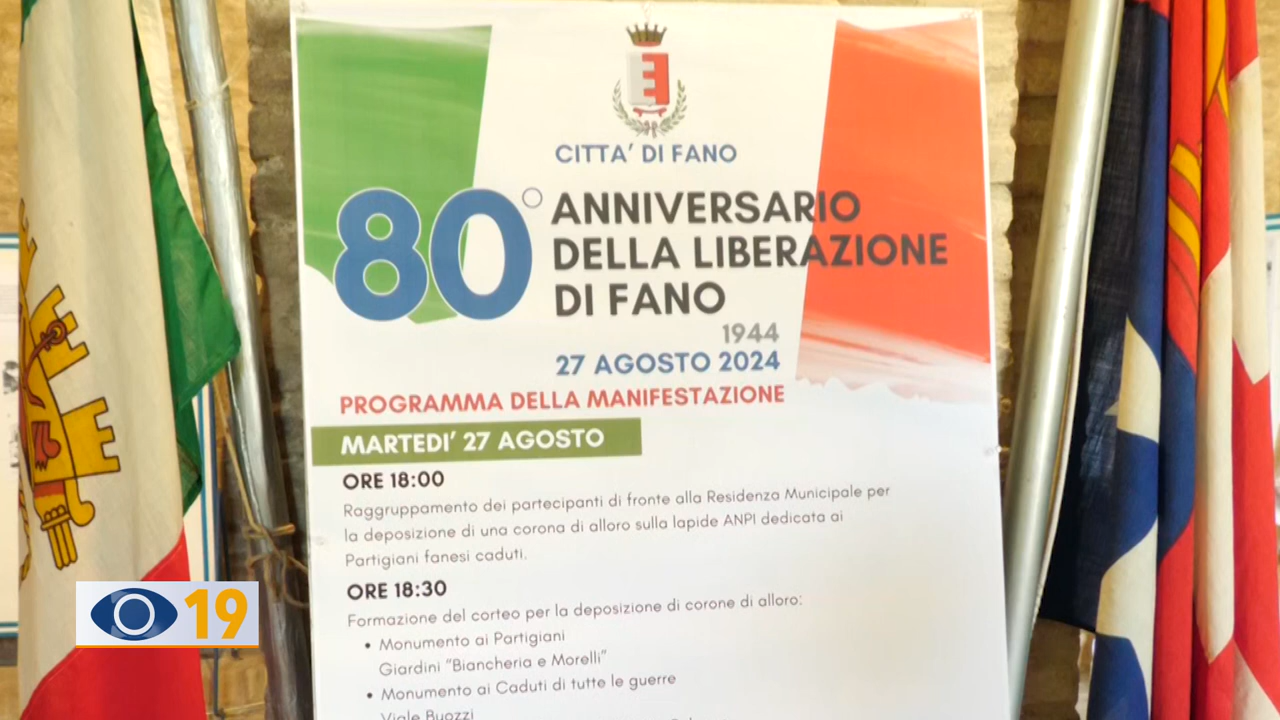 CITTA' DI FANO
80° ANNIVERSARIO
DELLA LIBERAZIONE
DI FANO
1944
27 AGOSTO 2024
PROGRAMMA DELLA MANIFESTAZIONE
MARTEDI' 27 AGOSTO
ORE 18:00
Raggruppamento dei partecipanti di fronte alla Residenza Municipale per
la deposizione di una corona di alloro sulla lapide ANPI dedicata ai
Partigiani fanesi caduti.
ORE 18:30
Formazione del corteo per la deposizione di corone di alloro:
• Monumento ai Partigiani
Giardini "Biancheria e Morelli"
• Monumento ai Caduti di tutte le guerre
Viale Buozzi
19